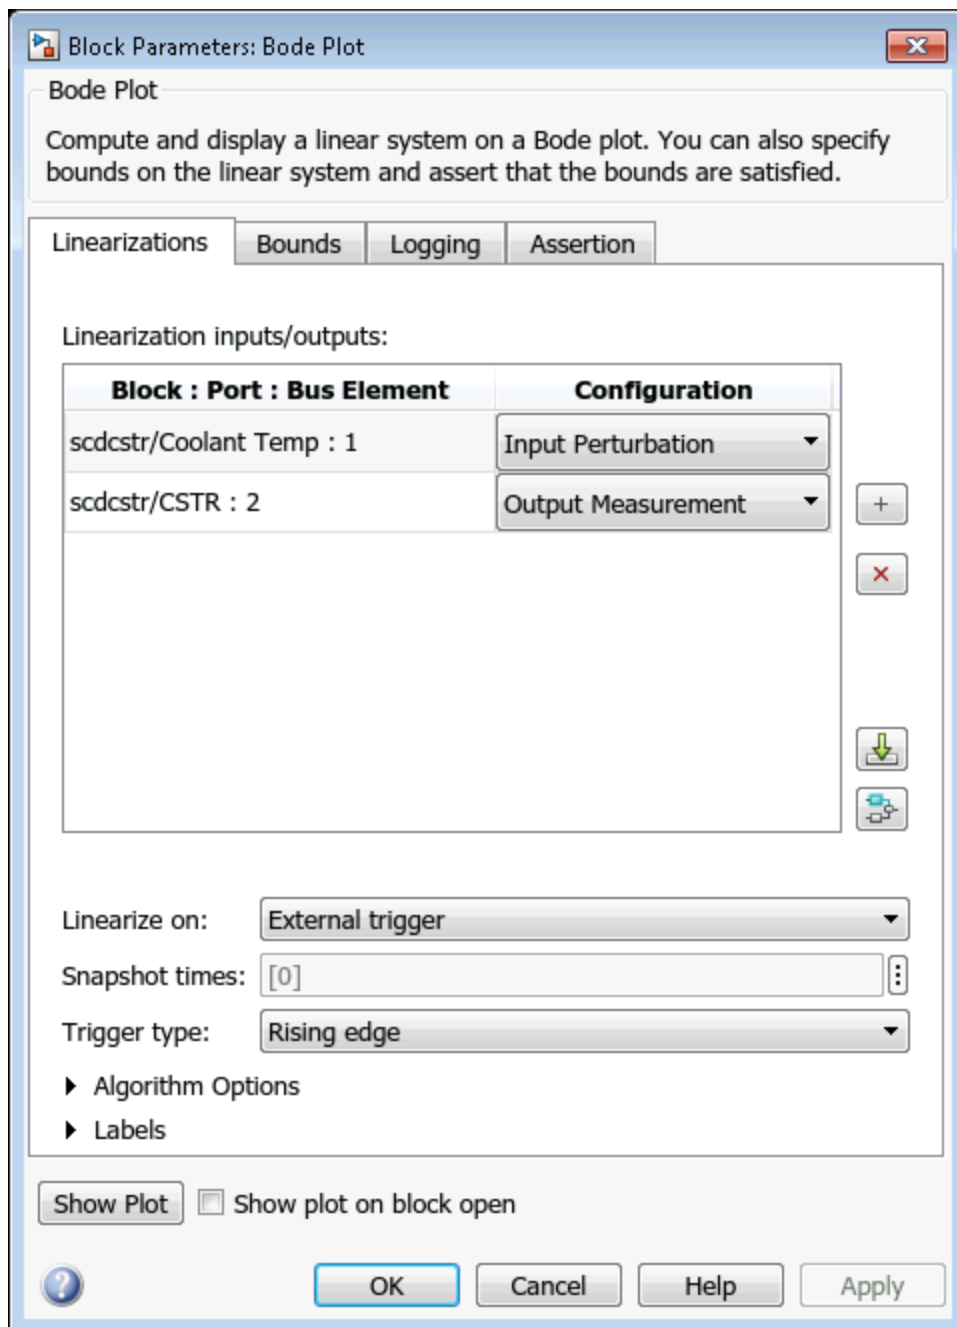 Block Parameters: Bode Plot
Bode Plot
Compute and display a linear system on a Bode plot. You can also specify
bounds on the linear system and assert that the bounds are satisfied.
Linearizations Bounds Logging Assertion
Linearization inputs/outputs:
Block : Port : Bus Element Configuration
scdcstr/Coolant Temp : 1 Input Perturbation
scdcstr/CSTR : 2 Output Measurement
Linearize on: External trigger
Snapshot times: [0]
Trigger type: Rising edge
Algorithm Options
Labels
Show Plot Show plot on block open
OK Cancel Help Apply